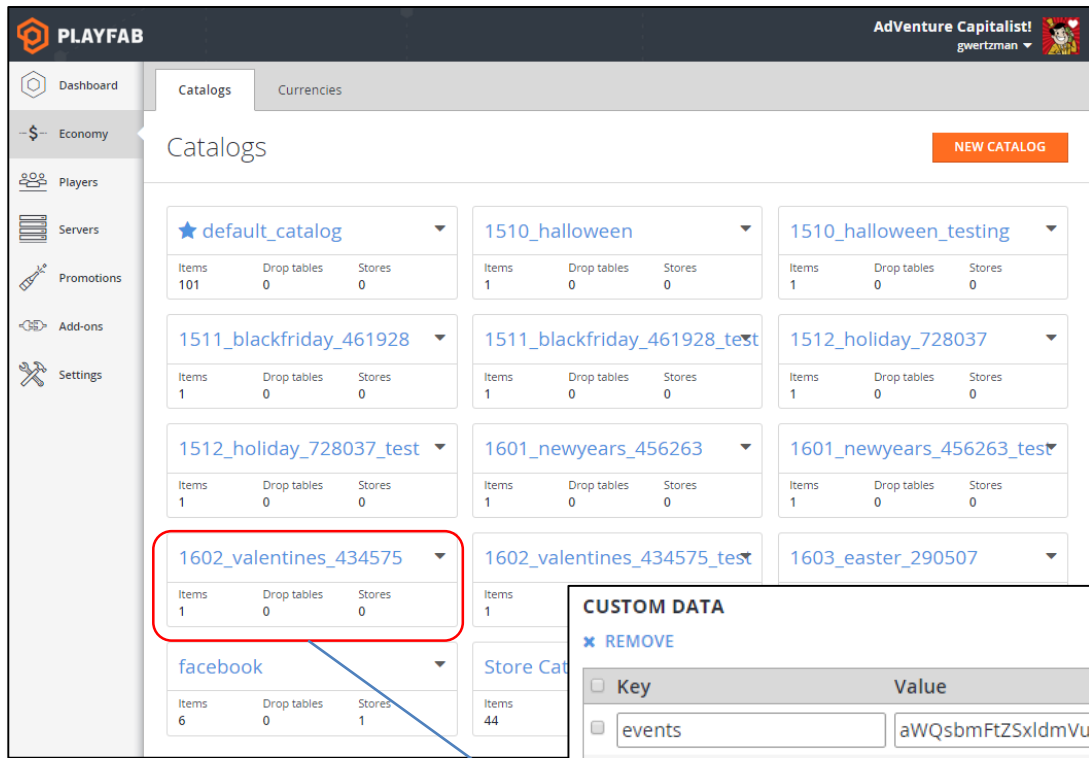 PLAYFAB
AdVenture Capitalist!
gwertzman
Dashboard
Economy
Players
Servers
Promotions
Add-ons
Settings
Catalogs Currencies
Catalogs
NEW CATALOG
default_catalog
Items Drop tables Stores
101 0 0
1510_halloween
Items Drop tables Stores
1 0 0
1510_halloween_testing
Items Drop tables Stores
1 0 0
1511_blackfriday_461928
Items Drop tables Stores
1 0 0
1511_blackfriday_461928_test
Items Drop tables Stores
1 0 0
1512_holiday_728037
Items Drop tables Stores
1 0 0
1512_holiday_728037_test
Items Drop tables Stores
1 0 0
1601_newyears_456263
Items Drop tables Stores
1 0 0
1601_newyears_456263_test
Items Drop tables Stores
1 0 0
1602_valentines_434575
Items Drop tables Stores
1 0 0
1602_valentines_434575_test
Items
1
1603_easter_290507
facebook
Items Drop tables Stores
6 0 1
Store Cat
Items
44
CUSTOM DATA
REMOVE
Key Value
events aWQsbmFtZSxldmVu